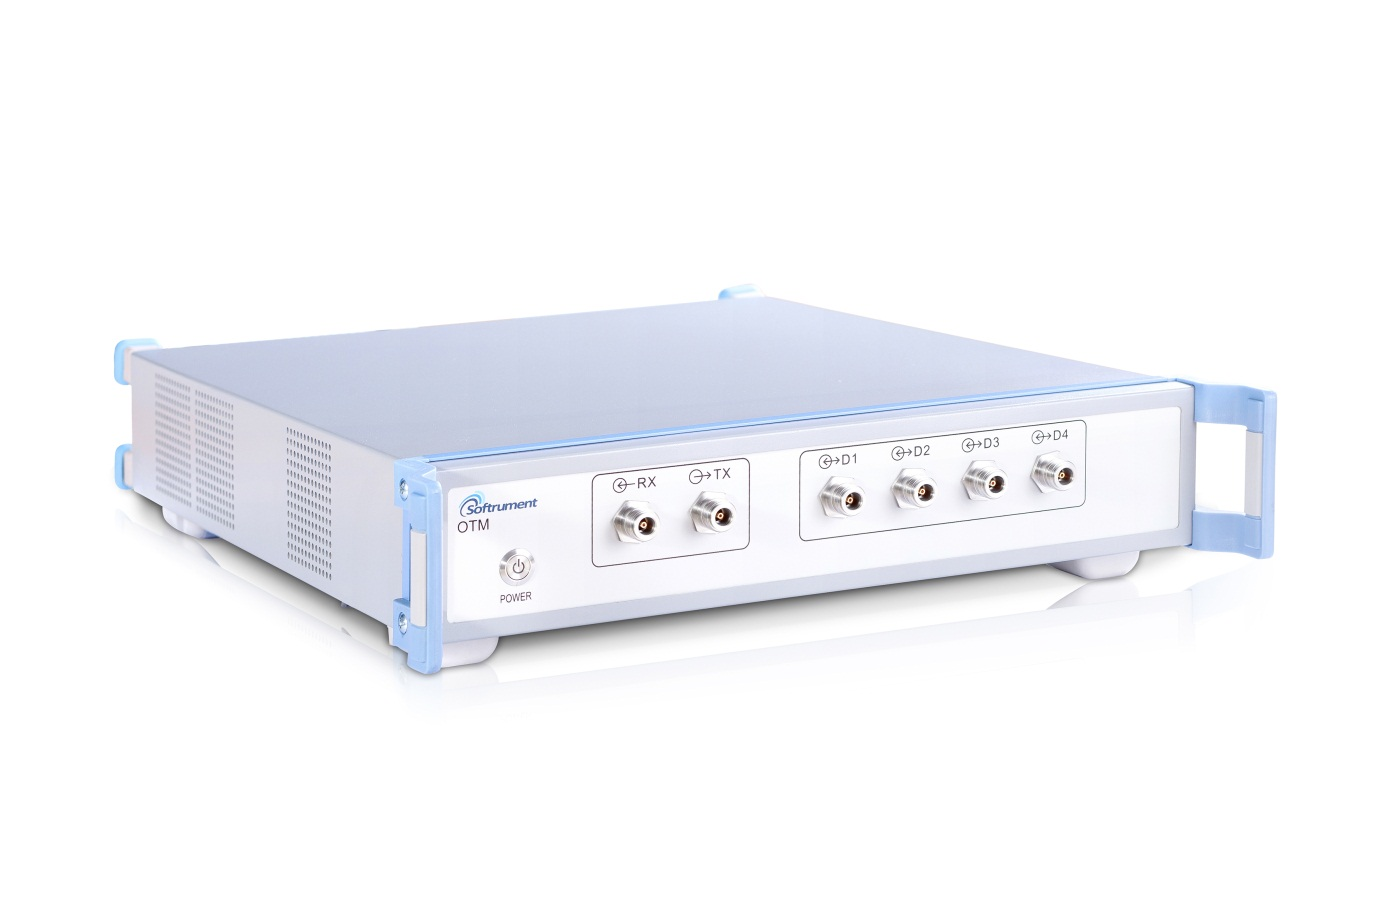 Softrument
OTM
POWER
RX
TX
D1
D2
D3
D4